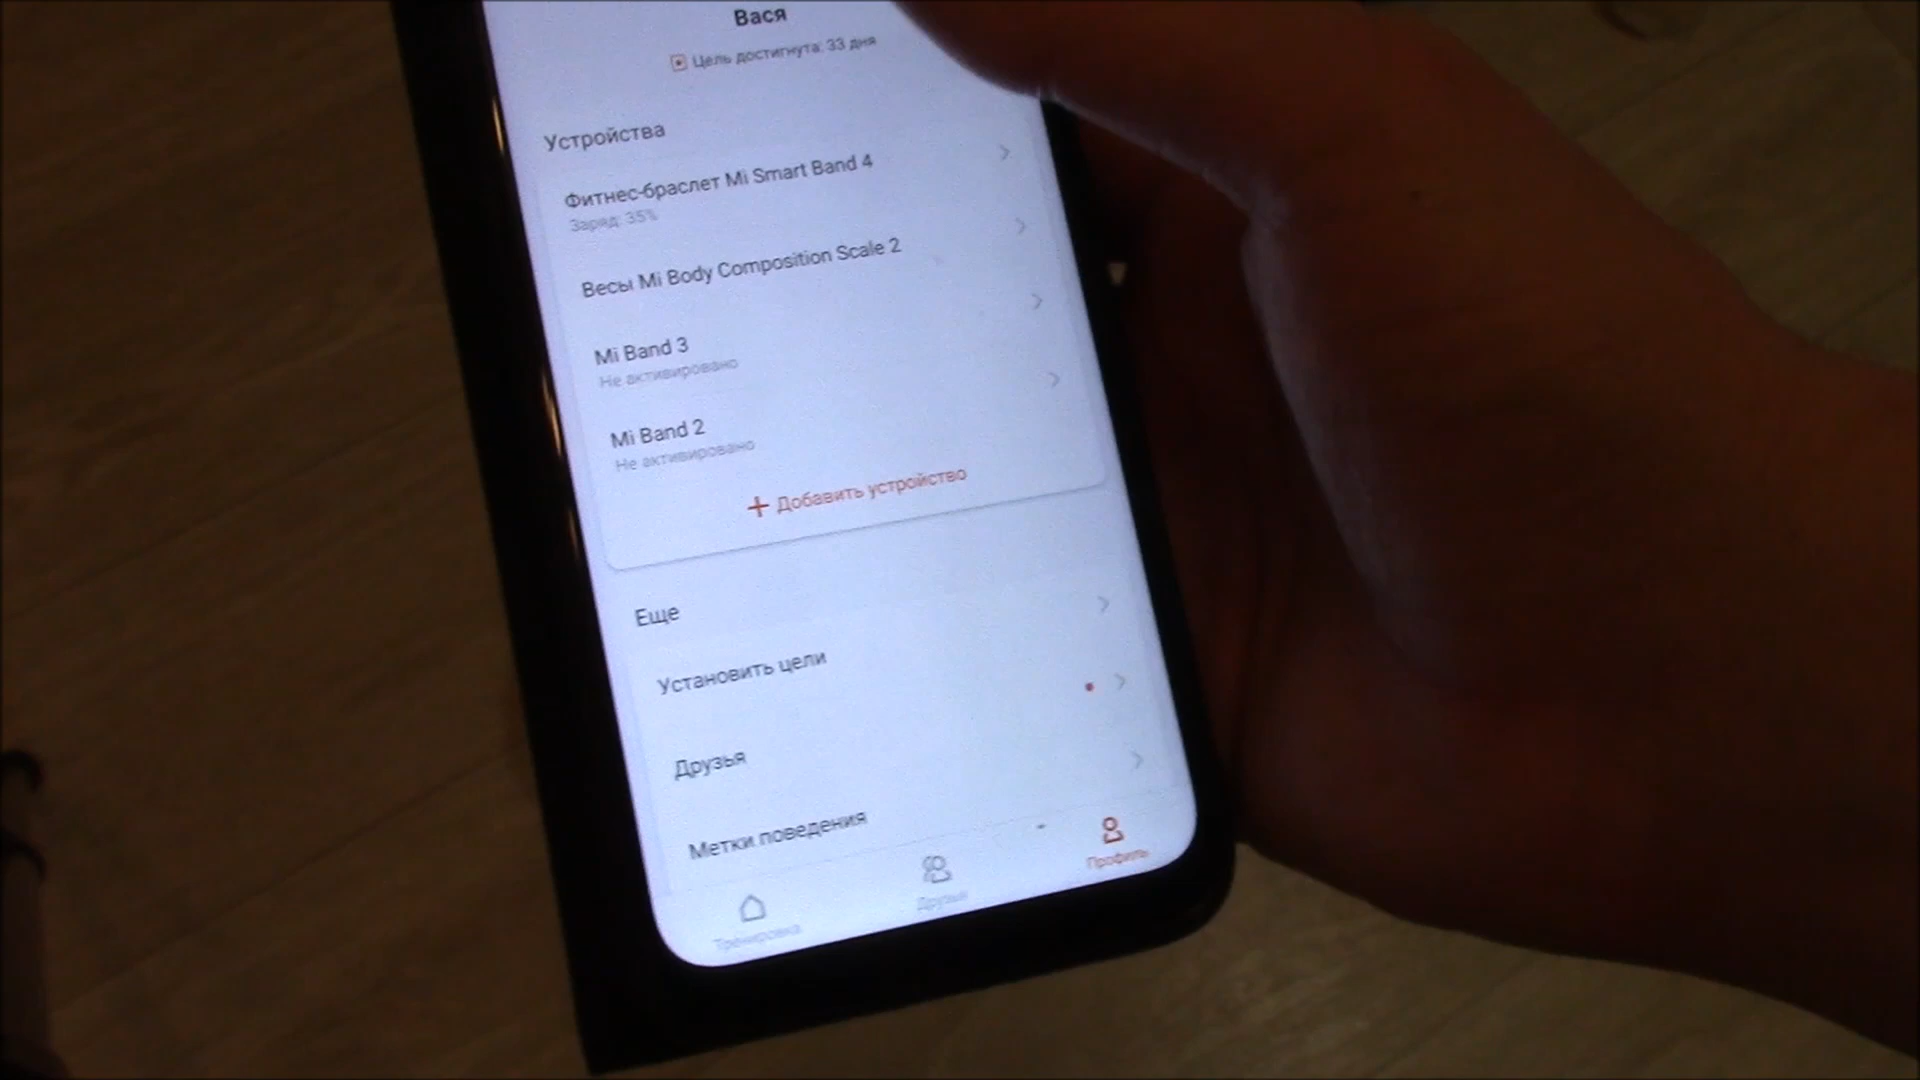 Вася
Цель достигнута: 33 дня
Устройства
Фитнес-браслет Mi Smart Band 4
Заряд: 35%
Весы Mi Body Composition Scale 2
Mi Band 3
Не активировано
Mi Band 2
Не активировано
+ Добавить устройство
Еще
Установить цели
Друзья
Метки поведения
Тренировка
Друзья
Профиль